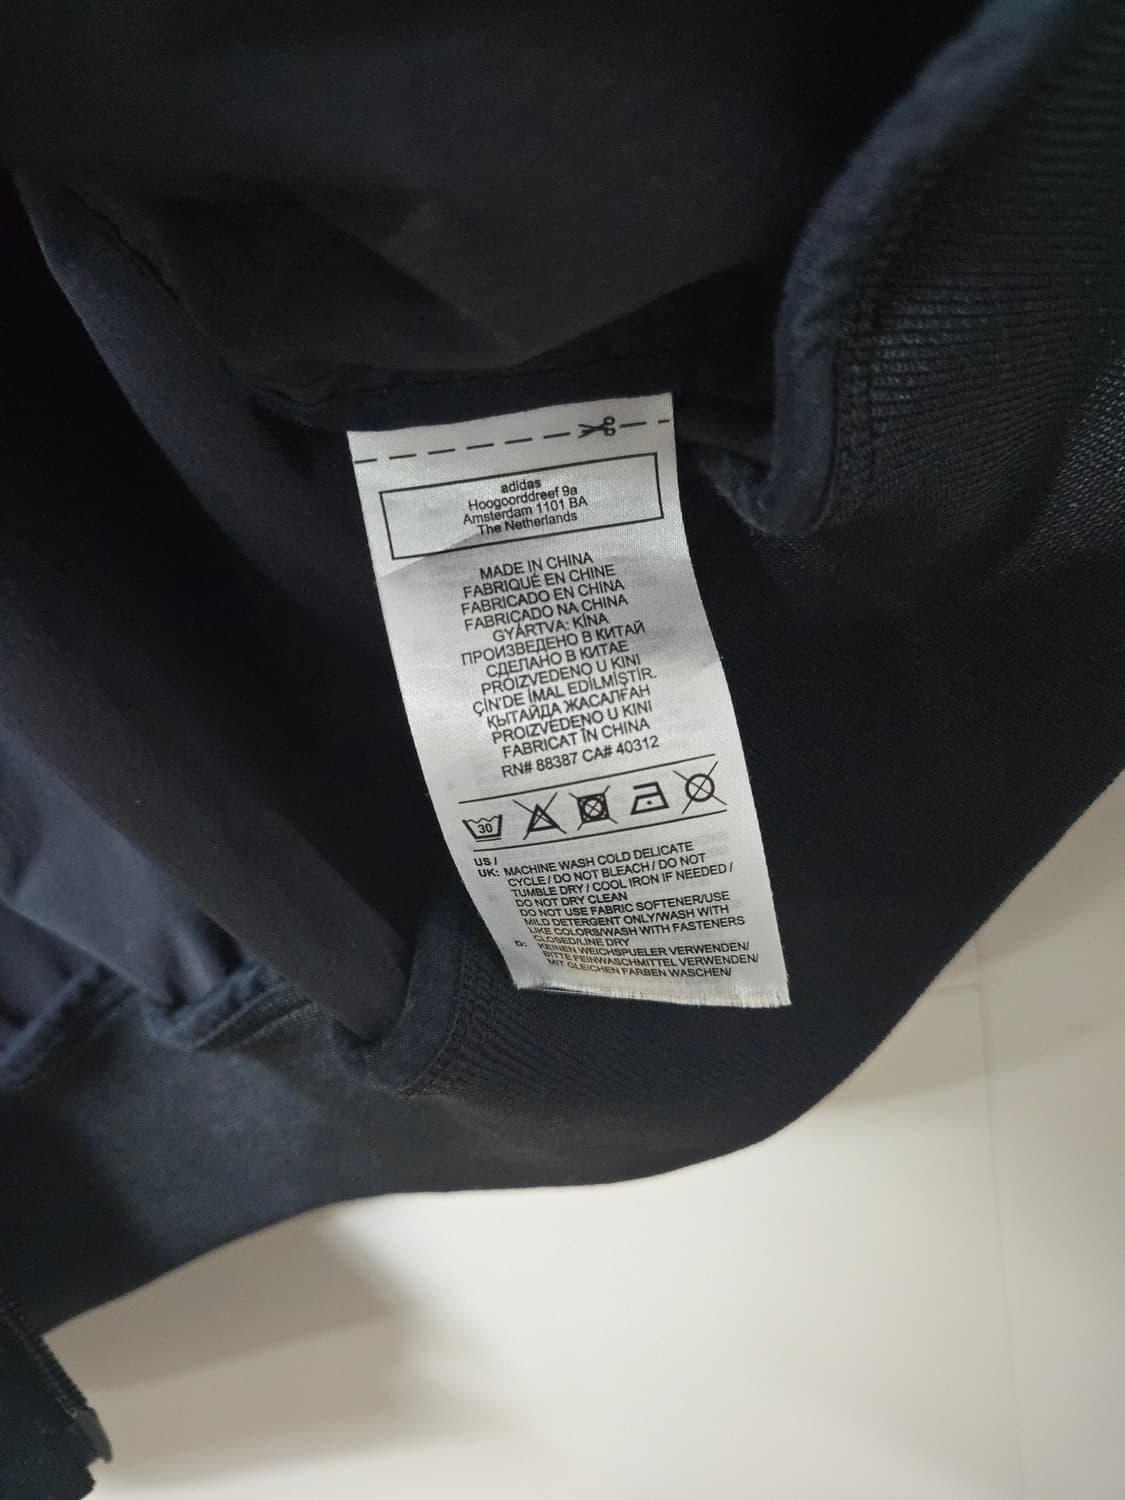 adidas
Hoogoorddreef 9a
Amsterdam 1101 BA
The Netherlands
MADE IN CHINA
FABRIQUÉ EN CHINE
FABRICADO EN CHINA
FABRICADO NA CHINA
GYÁRTVA: KÍNA
ПРОИЗВЕДЕНО В КИТАЙ
СДЕЛАНО В КИТАЕ
PROIZVEDENO U KINI
ÇİN'DE İMAL EDİLMİŞTİR.
ҚЫТАЙДА ЖАСАЛҒАН
PROIZVEDENO U KINI
FABRICAT ÎN CHINA
RN# 88387 CA# 40312
30
US /
UK: MACHINE WASH COLD DELICATE
CYCLE / DO NOT BLEACH / DO NOT
TUMBLE DRY / COOL IRON IF NEEDED /
DO NOT DRY CLEAN
DO NOT USE FABRIC SOFTENER/USE
MILD DETERGENT ONLY/WASH WITH
LIKE COLORS/WASH WITH FASTENERS
CLOSED/LINE DRY
D: KEINEN WEICHSPUELER VERWENDEN/
BITTE FEINWASCHMITTEL VERWENDEN/
MIT GLEICHEN FARBEN WASCHEN/